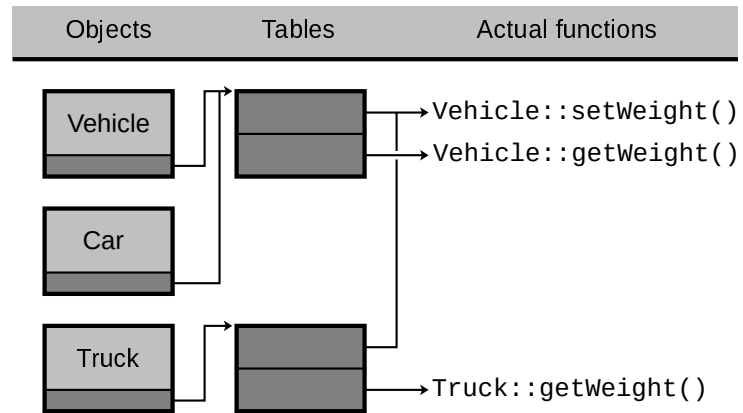 Objects Tables Actual functions
Vehicle
Vehicle::setWeight()
Vehicle::getWeight()
Car
Truck
Truck::getWeight()